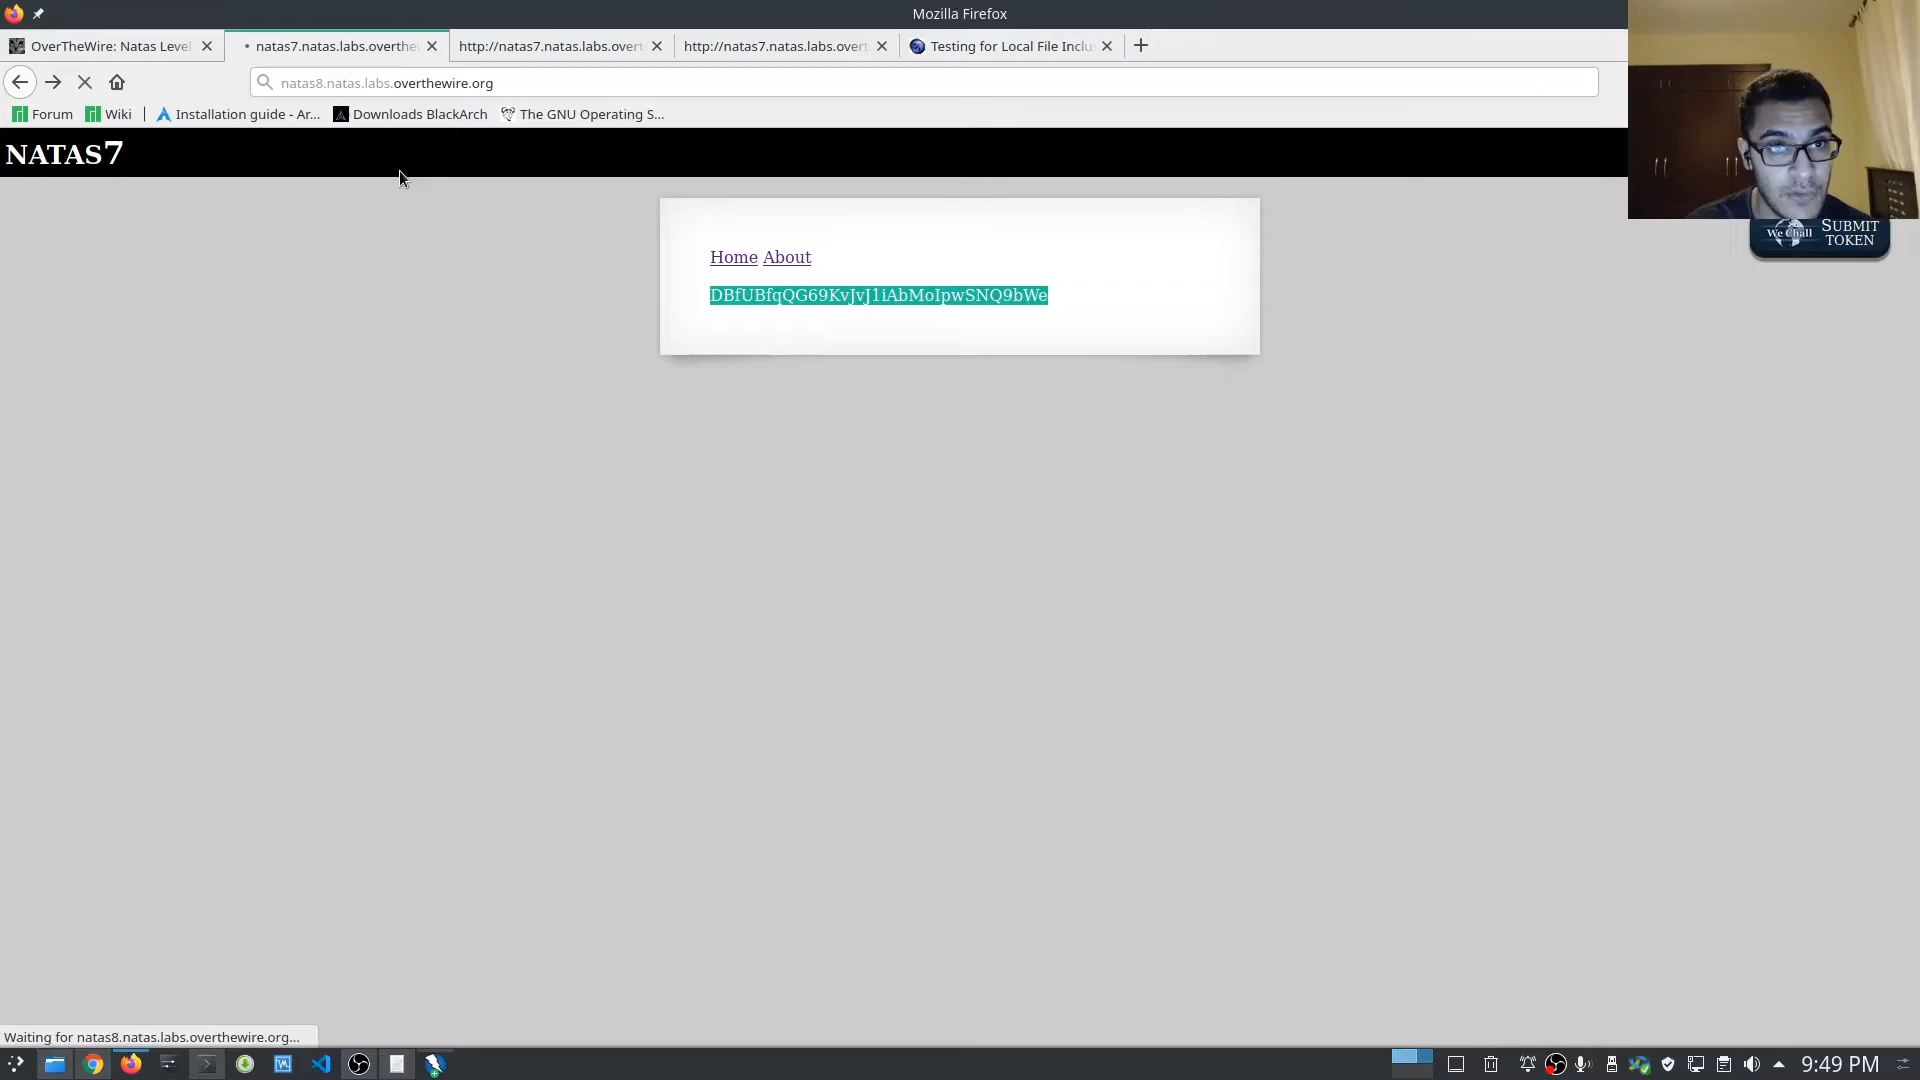 Mozilla Firefox
OverTheWire: Natas Level
natas7.natas.labs.overthe
http://natas7.natas.labs.overt
http://natas7.natas.labs.overt
Testing for Local File Inclu
natas8.natas.labs.overthewire.org
Forum
Wiki
Installation guide - Ar...
Downloads BlackArch
The GNU Operating S...
NATAS7
We Chall
SUBMIT
TOKEN
Home About
DBfUBfqQG69KvJvJ1iAbMoIpwSNQ9bWe
Waiting for natas8.natas.labs.overthewire.org...
9:49 PM